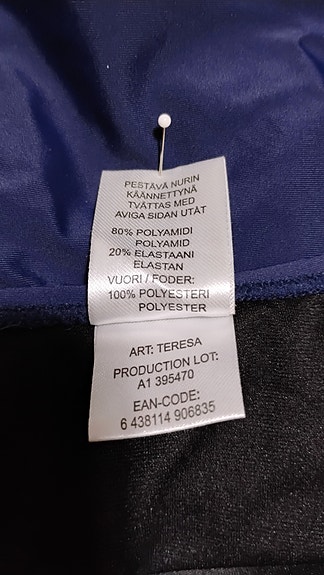 PESTÄVÄ NURIN
KÄÄNNETTYNÄ
TVÄTTAS MED
AVIGA SIDAN UTÅT
80% POLYAMIDI
POLYAMID
20% ELASTAANI
ELASTAN
VUORI / FODER:
100% POLYESTERI
POLYESTER
ART: TERESA
PRODUCTION LOT:
A1 395470
EAN-CODE:
6 438114 906835